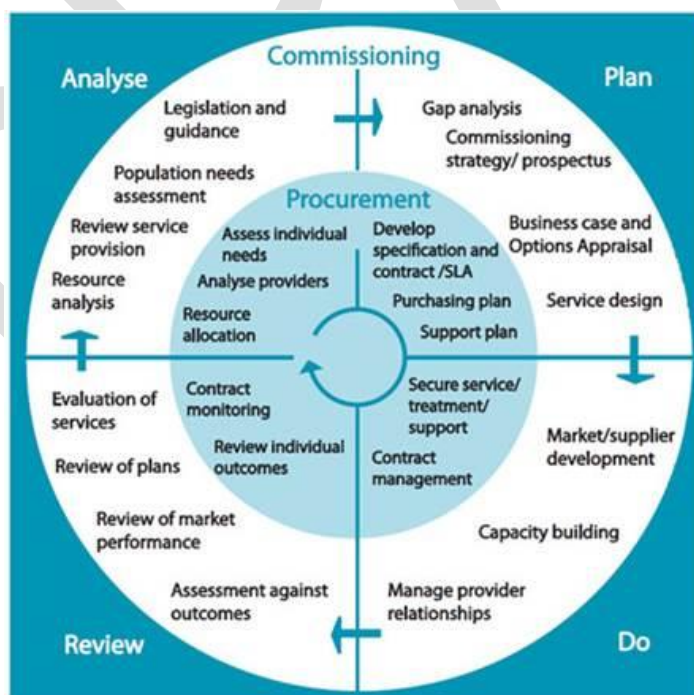 Commissioning
Analyse
Plan
Legislation and
guidance
Population needs
assessment
Review service
provision
Resource
analysis
Gap analysis
Commissioning
strategy/ prospectus
Business case and
Options Appraisal
Service design
Procurement
Assess individual
needs
Analyse providers
Resource
allocation
Develop
specification and
contract /SLA
Purchasing plan
Support plan
Contract
monitoring
Review individual
outcomes
Secure service/
treatment/
support
Contract
management
Evaluation of
services
Review of plans
Review of market
performance
Assessment against
outcomes
Market/supplier
development
Capacity building
Manage provider
relationships
Review
Do